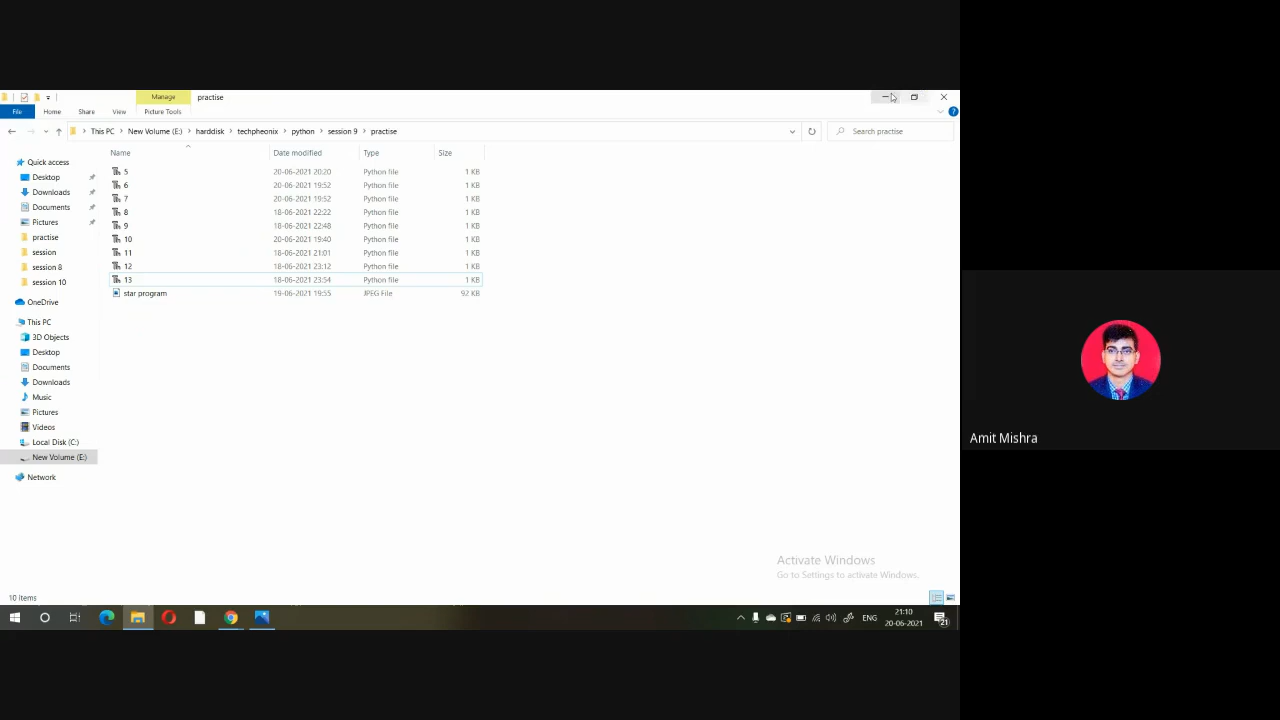 Manage practise
File Home Share View Picture Tools
This PC New Volume (E:) harddisk techpheonix python session 9 practise Search practise
Name Date modified Type Size
5 20-06-2021 20:20 Python file 1 KB
6 20-06-2021 19:52 Python file 1 KB
7 20-06-2021 19:52 Python file 1 KB
8 18-06-2021 22:22 Python file 1 KB
9 18-06-2021 22:48 Python file 1 KB
10 20-06-2021 19:40 Python file 1 KB
11 18-06-2021 21:01 Python file 1 KB
12 18-06-2021 23:12 Python file 1 KB
13 18-06-2021 23:54 Python file 1 KB
star program 19-06-2021 19:55 JPEG File 92 KB
Quick access
Desktop
Downloads
Documents
Pictures
practise
session
session 8
session 10
OneDrive
This PC
3D Objects
Desktop
Documents
Downloads
Music
Pictures
Videos
Local Disk (C:)
New Volume (E:)
Network
Amit Mishra
Activate Windows
Go to Settings to activate Windows.
10 items
ENG
21:10
20-06-2021
21